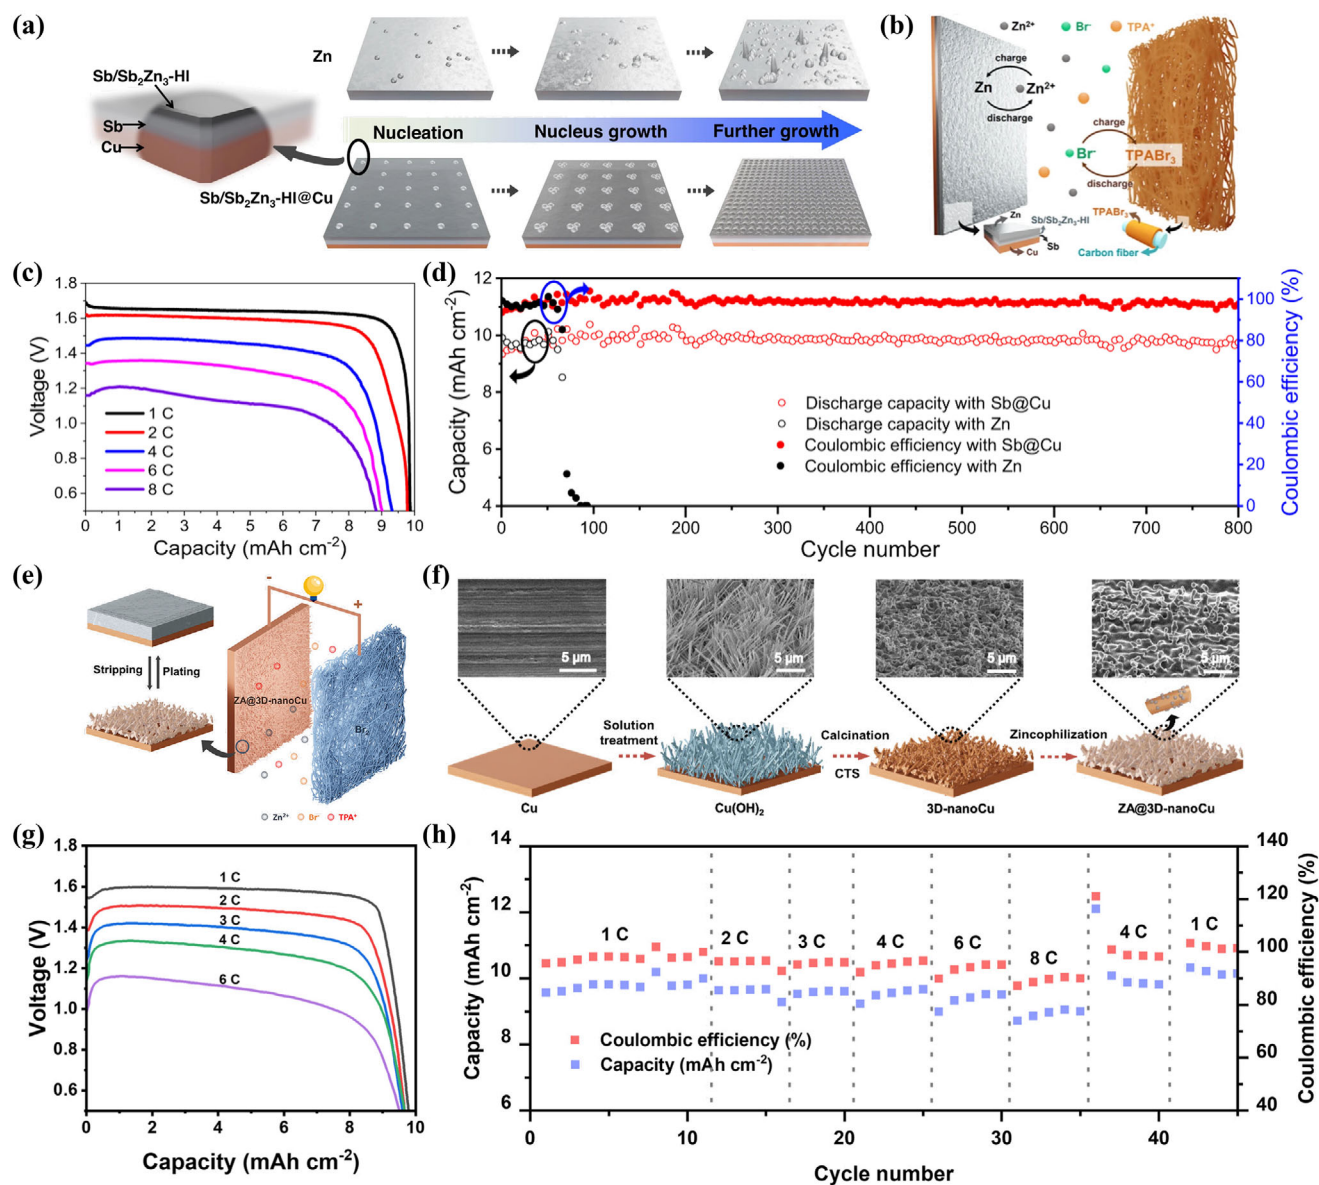 (a)
Zn
Sb/Sb₂Zn₃-HI
Sb
Cu
Nucleation
Nucleus growth
Further growth
Sb/Sb₂Zn₃-HI@Cu
(b)
Zn²⁺
Br⁻
TPA⁺
charge
Zn
Zn²⁺
discharge
charge
Br⁻
TPABr₃
discharge
TPABr₃
Zn
Sb/Sb₂Zn₃-HI
Cu
Sb
Carbon fiber
(c)
Voltage (V)
1.8
1.6
1.4
1.2
1.0
0.8
0.6
1 C
2 C
4 C
6 C
8 C
0 1 2 3 4 5 6 7 8 9 10
Capacity (mAh cm⁻²)
(d)
Capacity (mAh cm⁻²)
12
10
8
6
4
Discharge capacity with Sb@Cu
Discharge capacity with Zn
Coulombic efficiency with Sb@Cu
Coulombic efficiency with Zn
100
80
60
40
20
0
Coulombic efficiency (%)
0 100 200 300 400 500 600 700 800
Cycle number
(e)
-
+
Stripping
Plating
ZA@3D-nanoCu
Br₂
Zn²⁺
Br⁻
TPA⁺
(f)
5 µm
5 µm
5 µm
5 µm
Solution
treatment
Calcination
CTS
Zincophilization
Cu
Cu(OH)₂
3D-nanoCu
ZA@3D-nanoCu
(g)
Voltage (V)
1.8
1.6
1.4
1.2
1.0
0.8
0.6
1 C
2 C
3 C
4 C
6 C
0 2 4 6 8 10
Capacity (mAh cm⁻²)
(h)
Capacity (mAh cm⁻²)
14
12
10
8
6
1 C
2 C
3 C
4 C
6 C
8 C
4 C
1 C
Coulombic efficiency (%)
Capacity (mAh cm⁻²)
140
120
100
80
60
40
Coulombic efficiency
(%)
0 10 20 30 40
Cycle number